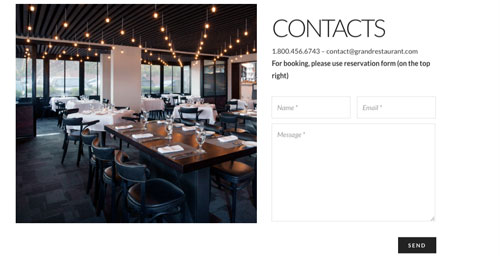 CONTACTS
1.800.456.6743 – contact@grandrestaurant.com
For booking, please use reservation form (on the top
right)
Name *
Email *
Message *
SEND